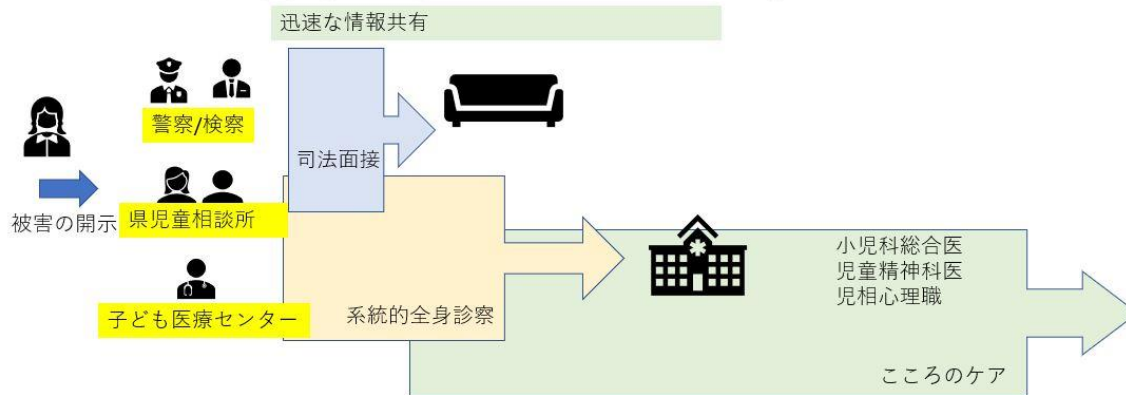 迅速な情報共有
警察/検察
司法面接
被害の開示
県児童相談所
子ども医療センター
系統的全身診察
小児科総合医
児童精神科医
児相心理職
こころのケア